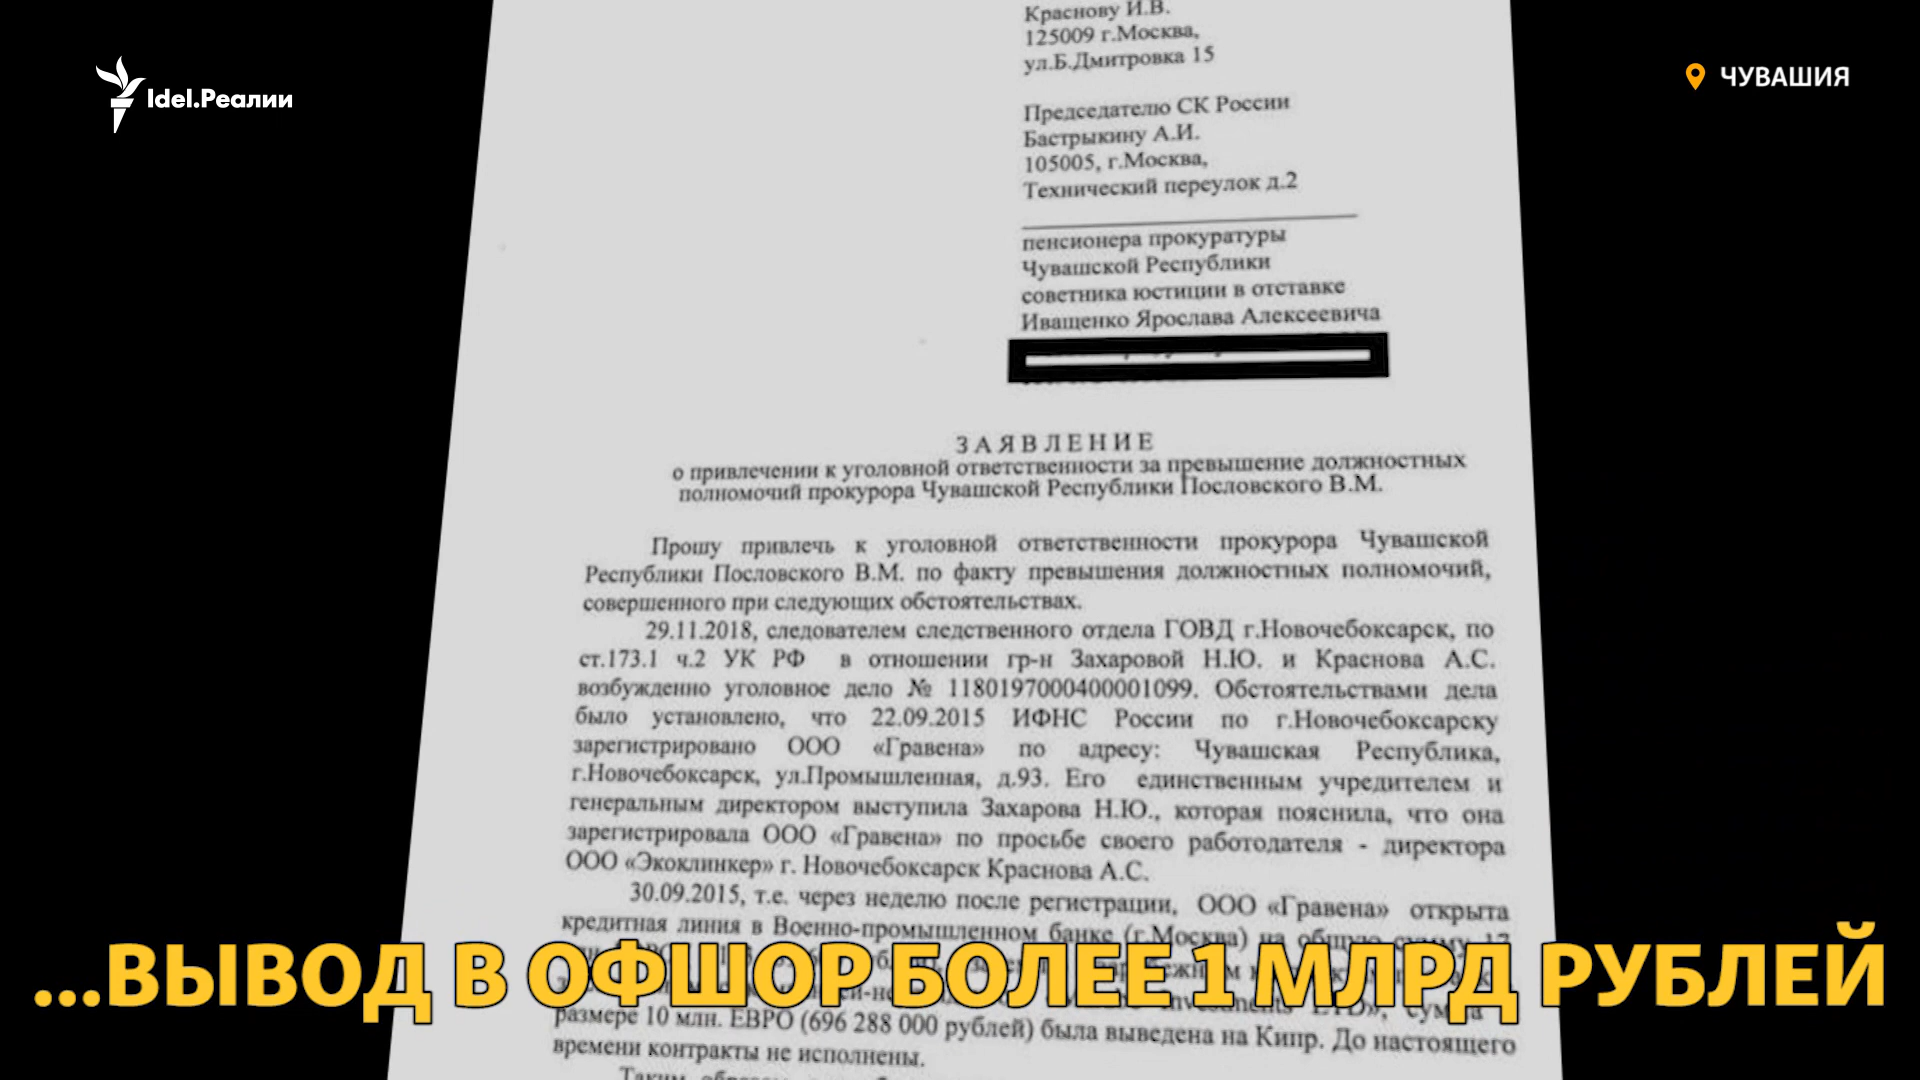 Краснову И.В.
125009 г.Москва,
ул.Б.Дмитровка 15
Idel.Реалии
ЧУВАШИЯ
Председателю СК России
Бастрыкину А.И.
105005, г.Москва,
Технический переулок д.2
пенсионера прокуратуры
Чувашской Республики
советника юстиции в отставке
Иващенко Ярослава Алексеевича
ЗАЯВЛЕНИЕ
о привлечении к уголовной ответственности за превышение должностных
полномочий прокурора Чувашской Республики Пословского В.М.
Прошу привлечь к уголовной ответственности прокурора Чувашской
Республики Пословского В.М. по факту превышения должностных полномочий,
совершенного при следующих обстоятельствах.
29.11.2018, следователем следственного отдела ГОВД г.Новочебоксарск, по
ст.173.1 ч.2 УК РФ в отношении гр-н Захаровой Н.Ю. и Краснова А.С.
возбужденно уголовное дело № 1180197000400001099. Обстоятельствами дела
было установлено, что 22.09.2015 ИФНС России по г.Новочебоксарску
зарегистрировано ООО «Гравена» по адресу: Чувашская Республика,
г.Новочебоксарск, ул.Промышленная, д.93. Его единственным учредителем и
генеральным директором выступила Захарова Н.Ю., которая пояснила, что она
зарегистрировала ООО «Гравена» по просьбе своего работодателя - директора
ООО «Экоклинкер» г. Новочебоксарск Краснова А.С.
30.09.2015, т.е. через неделю после регистрации, ООО «Гравена» открыта
кредитная линия в Военно-промышленном банке (г.Москва) на общую сумму 17
...ВЫВОД В ОФШОР БОЛЕЕ 1 МЛРД РУБЛЕЙ
размере 10 млн. ЕВРО (696 288 000 рублей) была выведена на Кипр. До настоящего
времени контракты не исполнены.